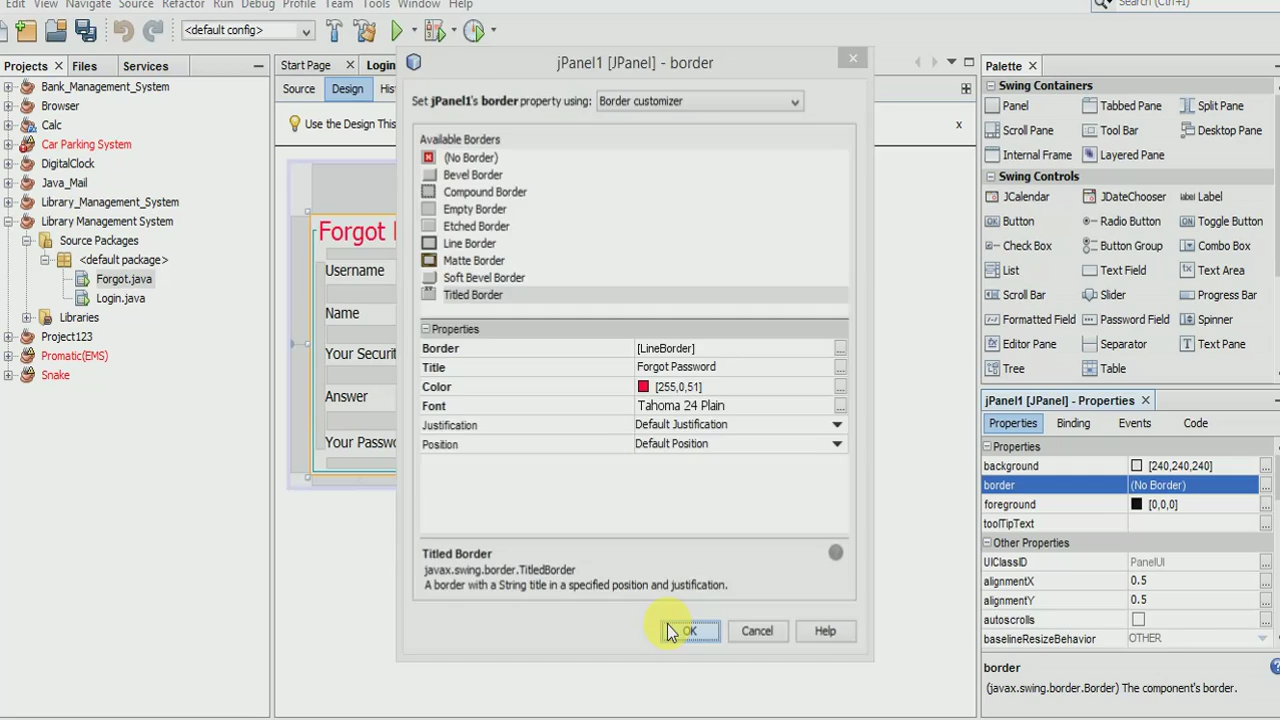 Edit View Navigate Source Refactor Run Debug Profile Team Tools Window Help
Search (Ctrl+I)
<default config>
Projects Files Services
Bank_Management_System
Browser
Calc
Car Parking System
DigitalClock
Java_Mail
Library_Management_System
Library Management System
Source Packages
<default package>
Forgot.java
Login.java
Libraries
Project123
Promatic(EMS)
Snake
Start Page Login
Source Design His
Use the Design This
Forgot
Username
Name
Your Securit
Answer
Your Passwo
jPanel1 [JPanel] - border
Set jPanel1's border property using: Border customizer
Available Borders
(No Border)
Bevel Border
Compound Border
Empty Border
Etched Border
Line Border
Matte Border
Soft Bevel Border
Titled Border
Properties
Border [LineBorder] ...
Title Forgot Password ...
Color [255,0,51] ...
Font Tahoma 24 Plain ...
Justification Default Justification
Position Default Position
Titled Border
javax.swing.border.TitledBorder
A border with a String title in a specified position and justification.
OK Cancel Help
Palette
Swing Containers
Panel Tabbed Pane Split Pane
Scroll Pane Tool Bar Desktop Pane
Internal Frame Layered Pane
Swing Controls
JCalendar JDateChooser label Label
OK Button Radio Button Toggle Button
Check Box Button Group Combo Box
List Text Field Text Area
Scroll Bar Slider Progress Bar
Formatted Field Password Field Spinner
Editor Pane Separator Text Pane
Tree Table
jPanel1 [JPanel] - Properties
Properties Binding Events Code
Properties
background [240,240,240] ...
border (No Border) ...
foreground [0,0,0] ...
toolTipText ...
Other Properties
UIClassID PanelUI ...
alignmentX 0.5 ...
alignmentY 0.5 ...
autoscrolls ...
baselineResizeBehavior OTHER
border
(javax.swing.border.Border) The component's border.